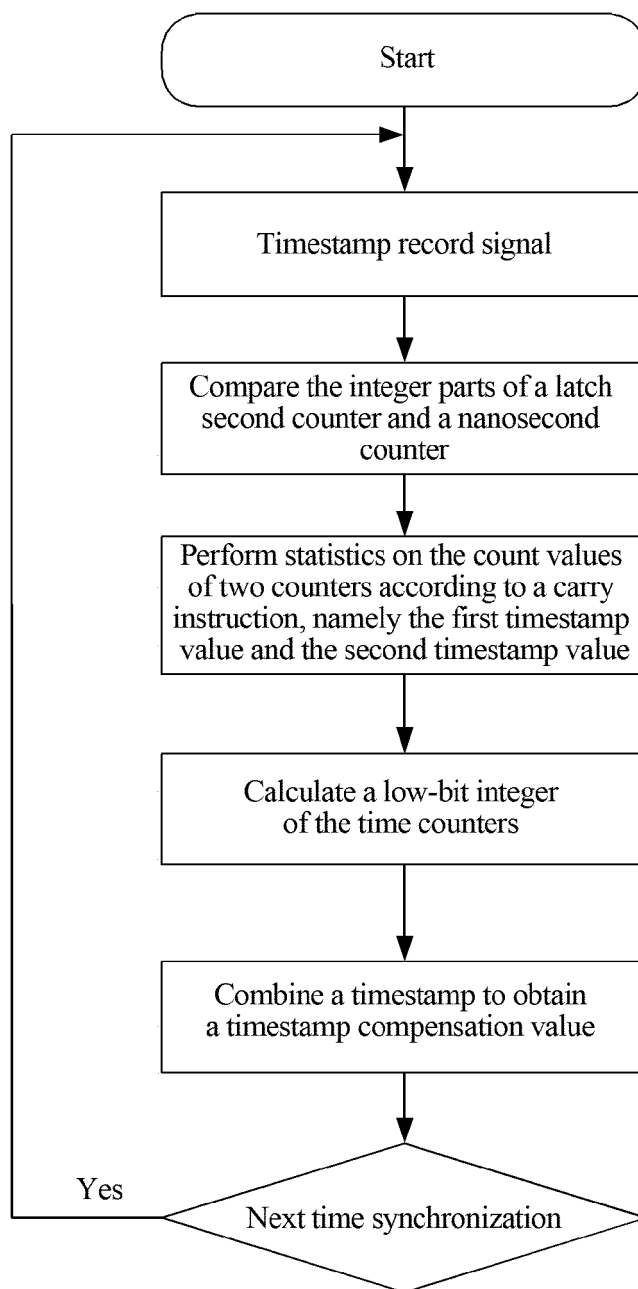 Start
Timestamp record signal
Compare the integer parts of a latch
second counter and a nanosecond
counter
Perform statistics on the count values
of two counters according to a carry
instruction, namely the first timestamp
value and the second timestamp value
Calculate a low-bit integer
of the time counters
Combine a timestamp to obtain
a timestamp compensation value
Yes
Next time synchronization